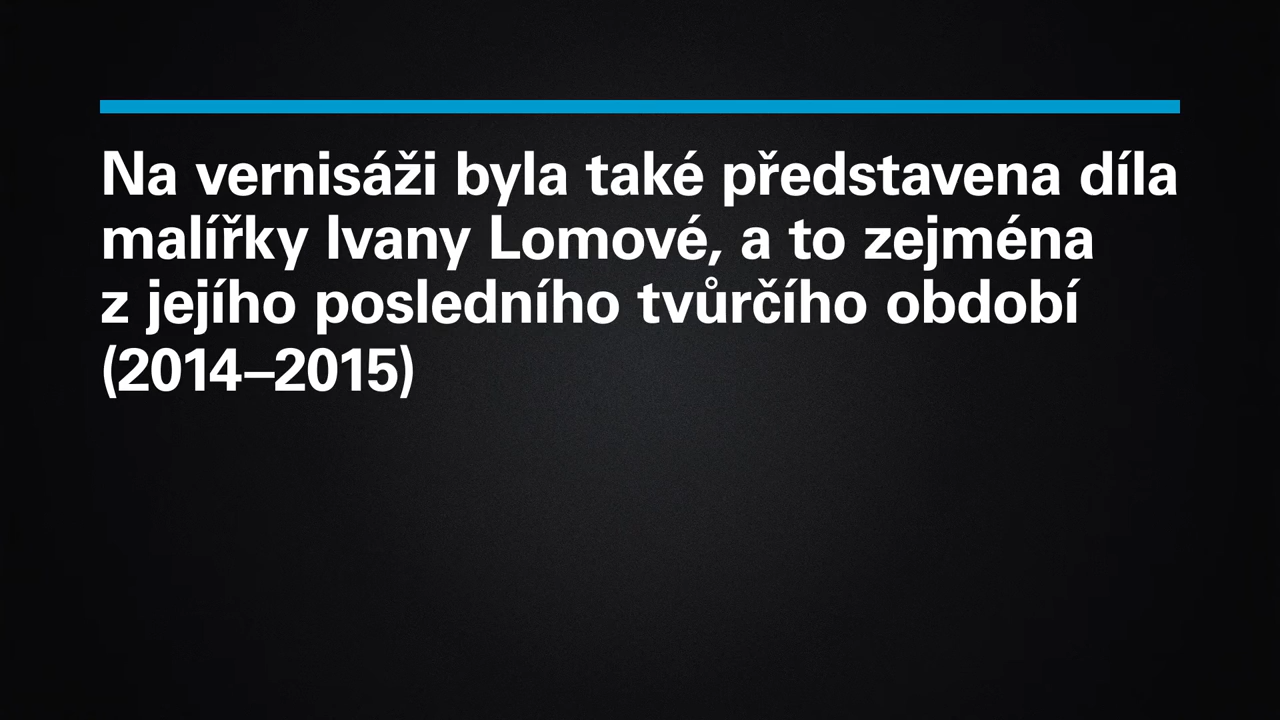 Na vernisáži byla také představena díla
malířky Ivany Lomové, a to zejména
z jejího posledního tvůrčího období
(2014–2015)